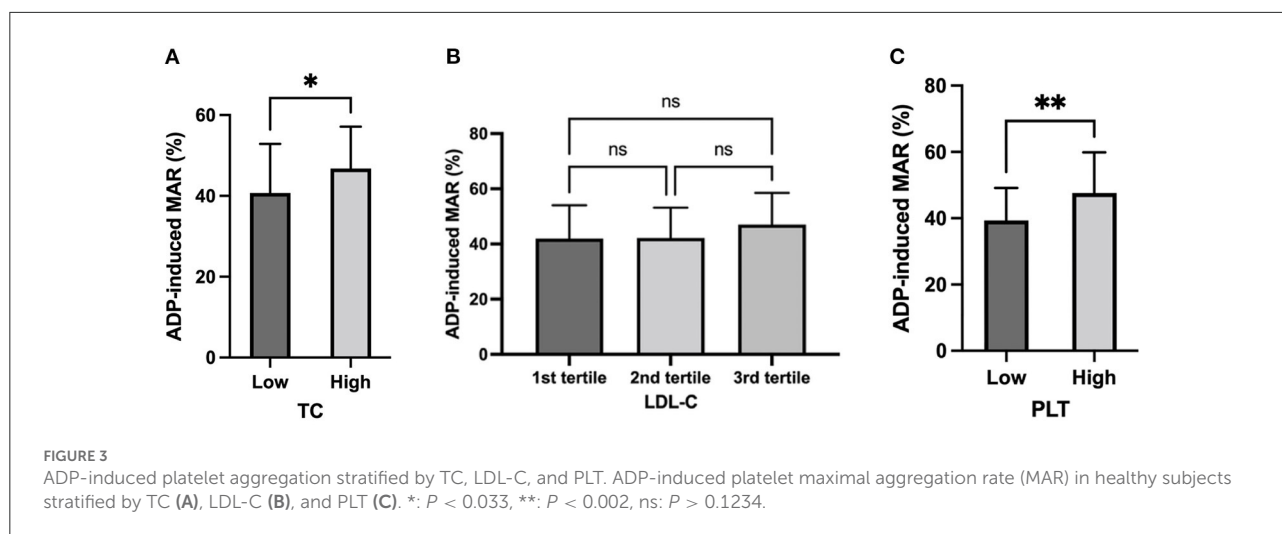 A
*
ADP-induced MAR (%)
60
40
20
0
Low High
TC
B
ns
ns ns
ADP-induced MAR (%)
80
60
40
20
0
1st tertile 2nd tertile 3rd tertile
LDL-C
C
**
ADP-induced MAR (%)
80
60
40
20
0
Low High
PLT
FIGURE 3
ADP-induced platelet aggregation stratified by TC, LDL-C, and PLT. ADP-induced platelet maximal aggregation rate (MAR) in healthy subjects
stratified by TC (A), LDL-C (B), and PLT (C). *: P < 0.033, **: P < 0.002, ns: P > 0.1234.